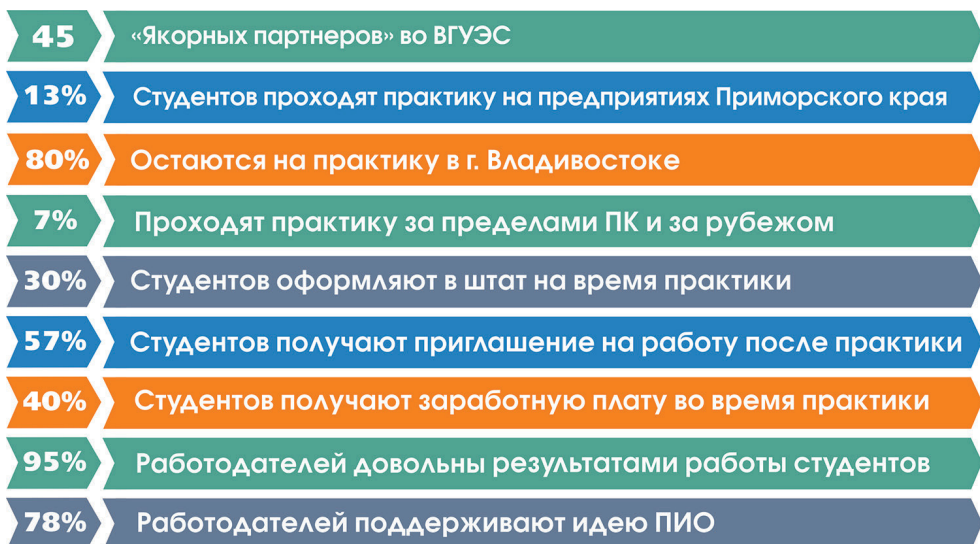 45 «Якорных партнеров» во ВГУЭС
13% Студентов проходят практику на предприятиях Приморского края
80% Остаются на практику в г. Владивостоке
7% Проходят практику за пределами ПК и за рубежом
30% Студентов оформляют в штат на время практики
57% Студентов получают приглашение на работу после практики
40% Студентов получают заработную плату во время практики
95% Работодателей довольны результатами работы студентов
78% Работодателей поддерживают идею ПИО